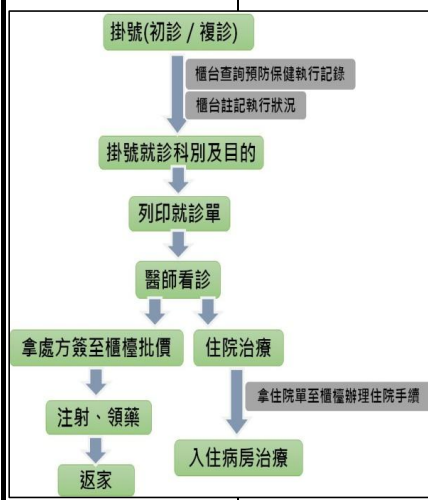 掛號(初診 / 複診)
櫃台查詢預防保健執行記錄
櫃台註記執行狀況
掛號就診科別及目的
列印就診單
醫師看診
拿處方簽至櫃檯批價
住院治療
拿住院單至櫃檯辦理住院手續
注射、領藥
入住病房治療
返家